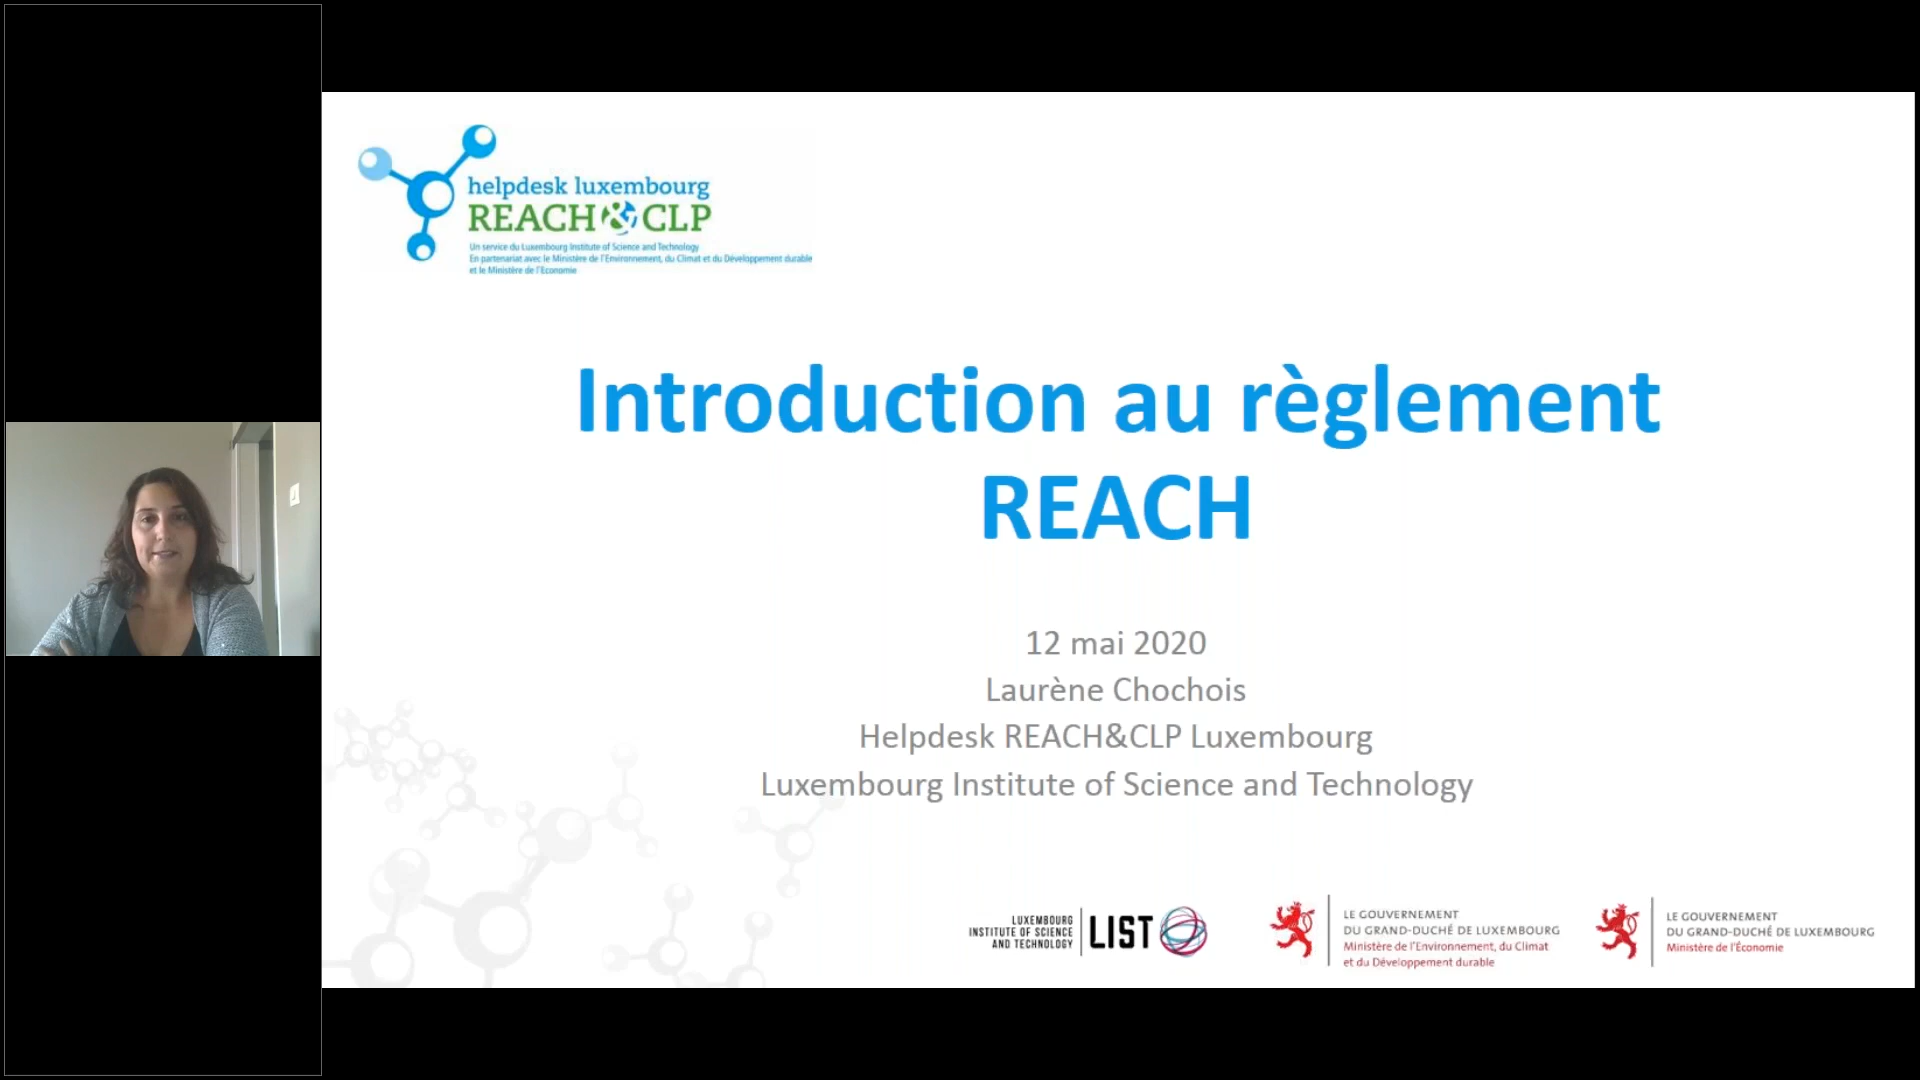 helpdesk luxembourg
REACH&CLP
Un service du Luxembourg Institute of Science and Technology
En partenariat avec le Ministère de l'Environnement, du Climat et du Développement durable
et le Ministère de l'Economie
Introduction au règlement
REACH
12 mai 2020
Laurène Chochois
Helpdesk REACH&CLP Luxembourg
Luxembourg Institute of Science and Technology
LUXEMBOURG
INSTITUTE OF SCIENCE
AND TECHNOLOGY
LIST
LE GOUVERNEMENT
DU GRAND-DUCHÉ DE LUXEMBOURG
Ministère de l'Environnement, du Climat
et du Développement durable
LE GOUVERNEMENT
DU GRAND-DUCHÉ DE LUXEMBOURG
Ministère de l'Économie